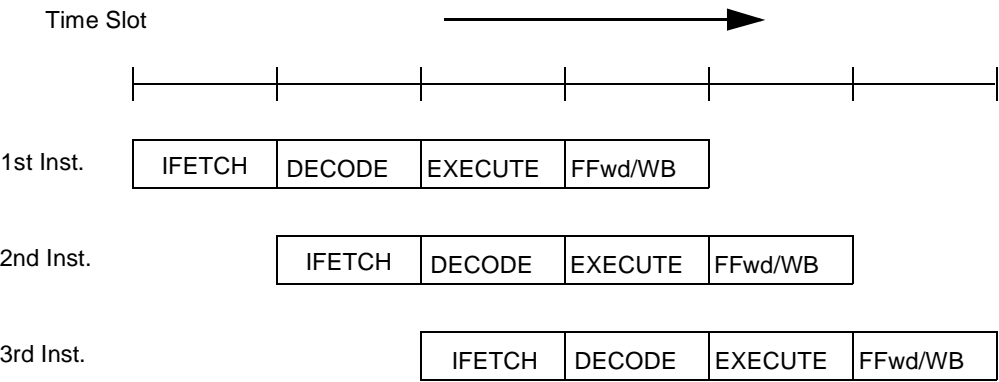 Time Slot
1st Inst. IFETCH DECODE EXECUTE FFwd/WB
2nd Inst. IFETCH DECODE EXECUTE FFwd/WB
3rd Inst. IFETCH DECODE EXECUTE FFwd/WB